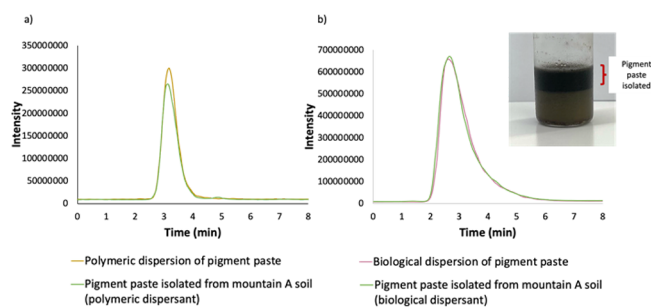 a)
Intensity
350000000
300000000
250000000
200000000
150000000
100000000
50000000
0
0 1 2 3 4 5 6 7 8
Time (min)
Polymeric dispersion of pigment paste
Pigment paste isolated from mountain A soil
(polymeric dispersant)
b)
Intensity
700000000
600000000
500000000
400000000
300000000
200000000
100000000
0
0 1 2 3 4 5 6 7 8
Time (min)
Pigment
paste
isolated
Biological dispersion of pigment paste
Pigment paste isolated from mountain A soil
(biological dispersant)